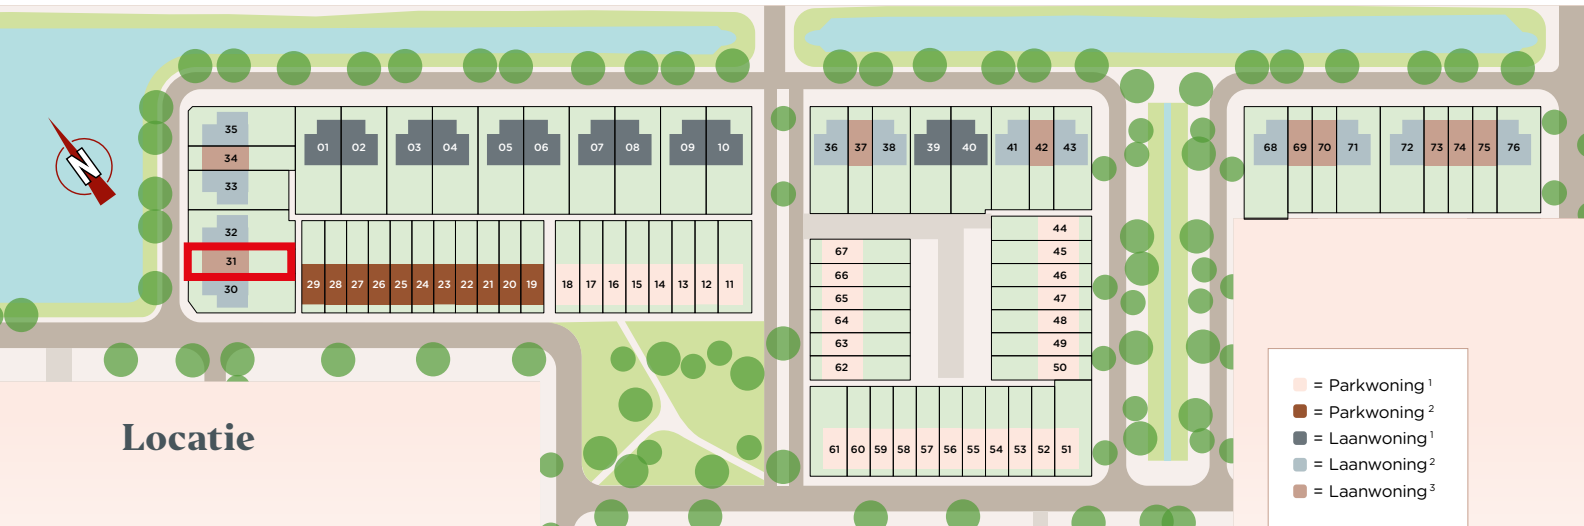 35
34
33
32
31
30
01 02 03 04 05 06 07 08 09 10
36 37 38 39 40 41 42 43
68 69 70 71 72 73 74 75 76
29 28 27 26 25 24 23 22 21 20 19
18 17 16 15 14 13 12 11
44
45
46
47
48
49
50
67
66
65
64
63
62
61 60 59 58 57 56 55 54 53 52 51
N
Locatie
= Parkwoning ¹
= Parkwoning ²
= Laanwoning ¹
= Laanwoning ²
= Laanwoning ³